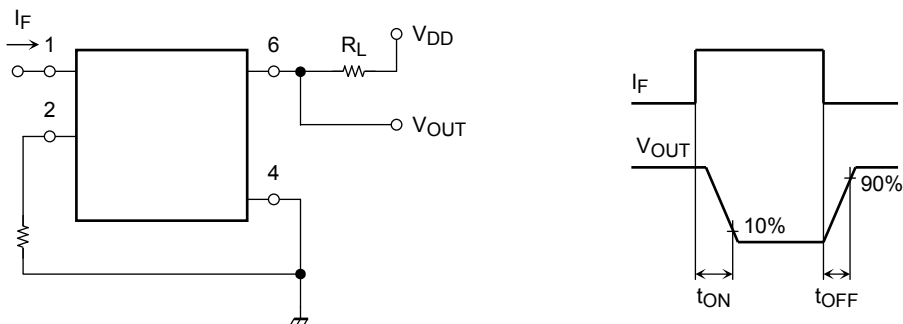 I_F
1
2
6
4
R_L
V_DD
V_OUT
I_F
V_OUT
10%
90%
t_ON
t_OFF